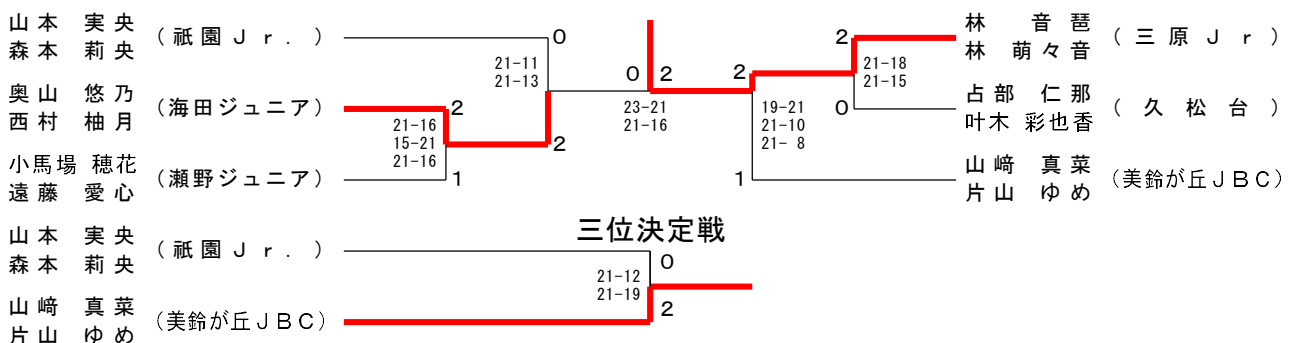 山本 実央
森本 莉央
(祇園Jr.)
奥山 悠乃
西村 柚月
(海田ジュニア)
小馬場 穂花
遠藤 愛心
(瀬野ジュニア)
0
21-11
21-13
2
21-16
15-21
21-16
1
2
0
2
23-21
21-16
2
19-21
21-10
21- 8
1
2
21-18
21-15
0
林 音琶
林 萌々音
(三原Jr)
占部 仁那
叶木 彩也香
(久松台)
山﨑 真菜
片山 ゆめ
(美鈴が丘JBC)
三位決定戦
山本 実央
森本 莉央
(祇園Jr.)
山﨑 真菜
片山 ゆめ
(美鈴が丘JBC)
0
21-12
21-19
2